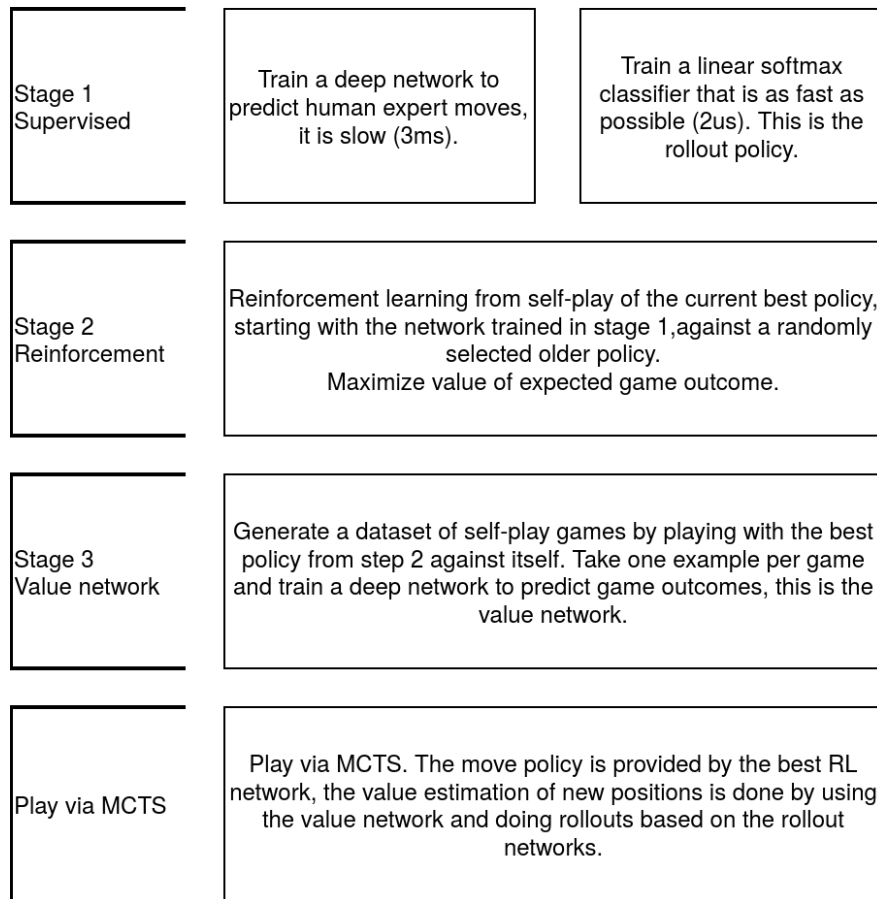 Stage 1
Supervised
Train a deep network to
predict human expert moves,
it is slow (3ms).
Train a linear softmax
classifier that is as fast as
possible (2us). This is the
rollout policy.
Stage 2
Reinforcement
Reinforcement learning from self-play of the current best policy,
starting with the network trained in stage 1,against a randomly
selected older policy.
Maximize value of expected game outcome.
Stage 3
Value network
Generate a dataset of self-play games by playing with the best
policy from step 2 against itself. Take one example per game
and train a deep network to predict game outcomes, this is the
value network.
Play via MCTS
Play via MCTS. The move policy is provided by the best RL
network, the value estimation of new positions is done by using
the value network and doing rollouts based on the rollout
networks.